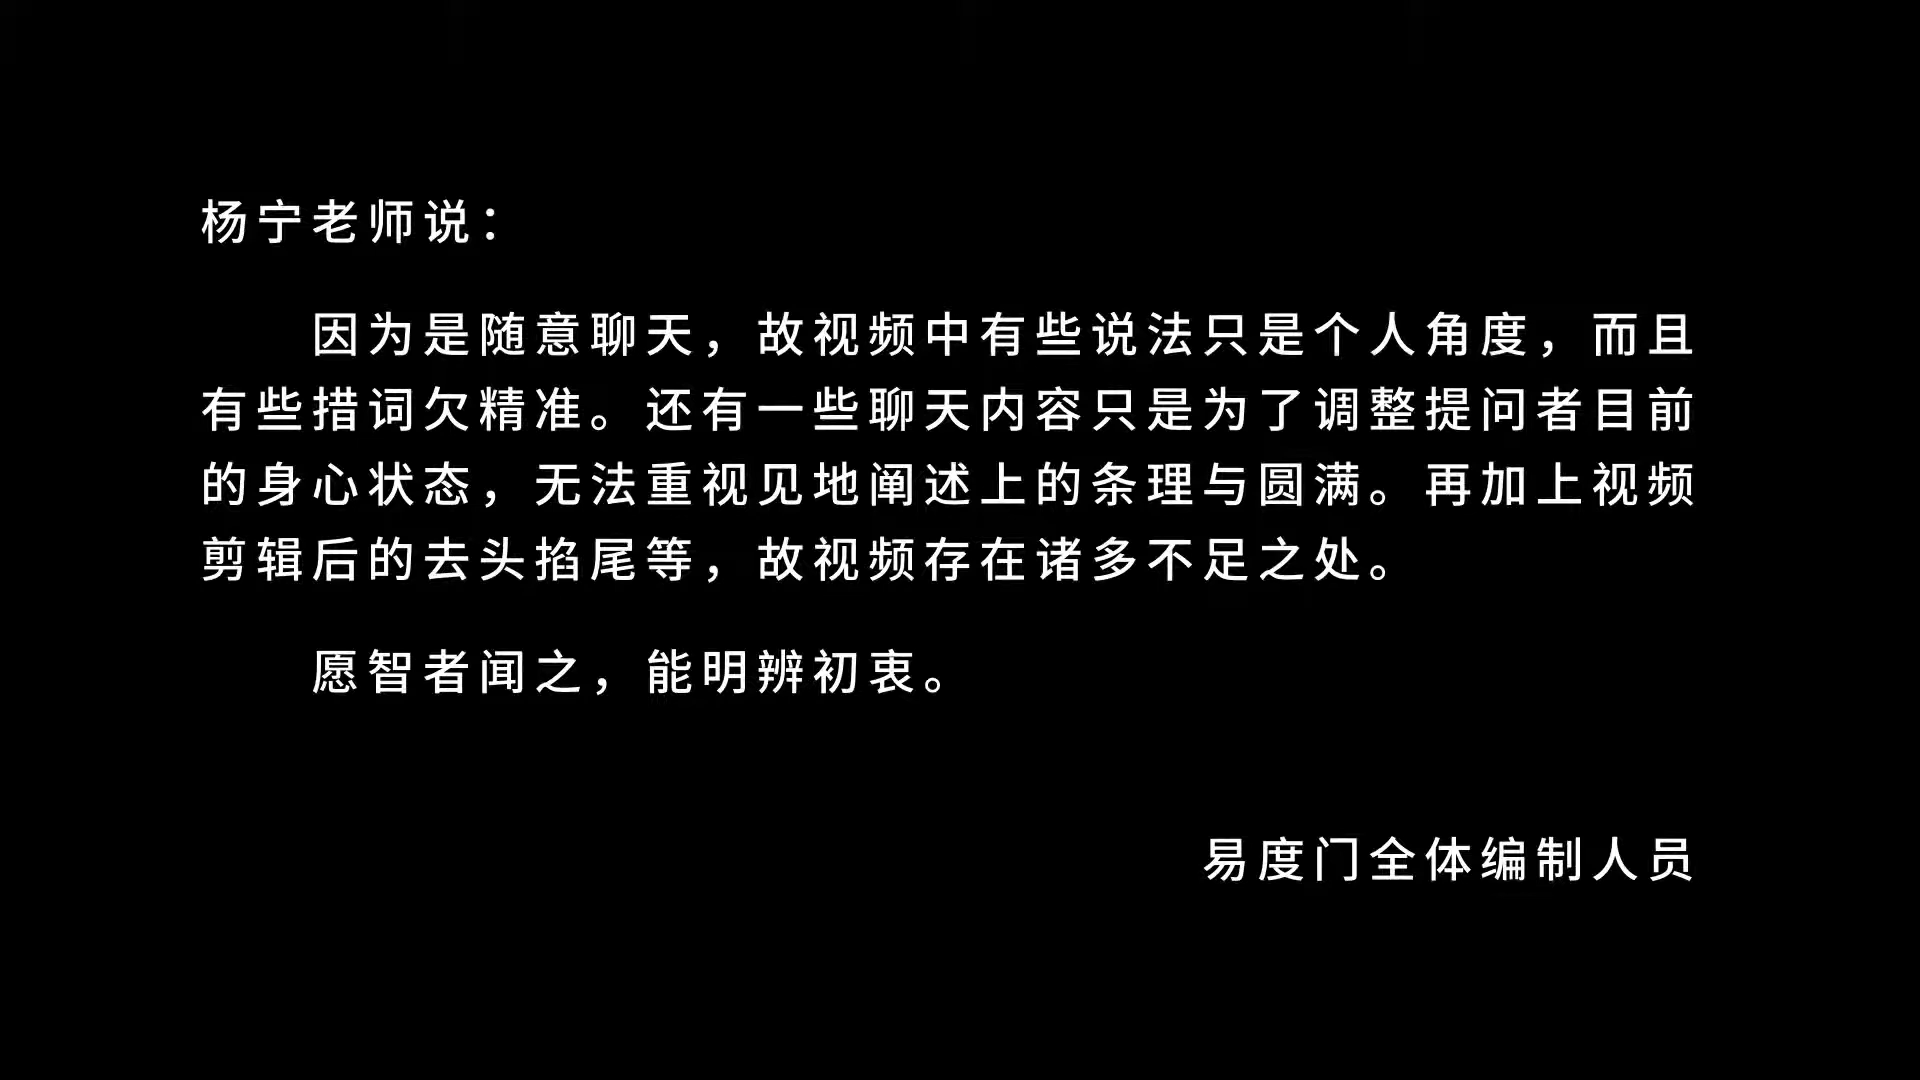 杨宁老师说：
因为是随意聊天，故视频中有些说法只是个人角度，而且
有些措词欠精准。还有一些聊天内容只是为了调整提问者目前
的身心状态，无法重视见地阐述上的条理与圆满。再加上视频
剪辑后的去头掐尾等，故视频存在诸多不足之处。
愿智者闻之，能明辨初衷。
易度门全体编制人员